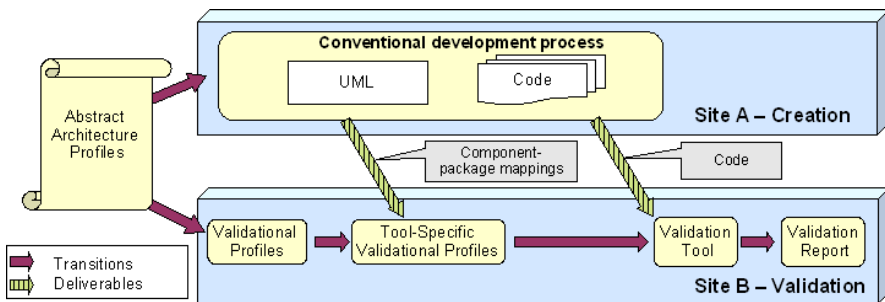 Conventional development process
UML
Code
Abstract
Architecture
Profiles
Site A – Creation
Component-
package mappings
Code
Validational
Profiles
Tool-Specific
Validational Profiles
Validation
Tool
Validation
Report
Transitions
Deliverables
Site B – Validation